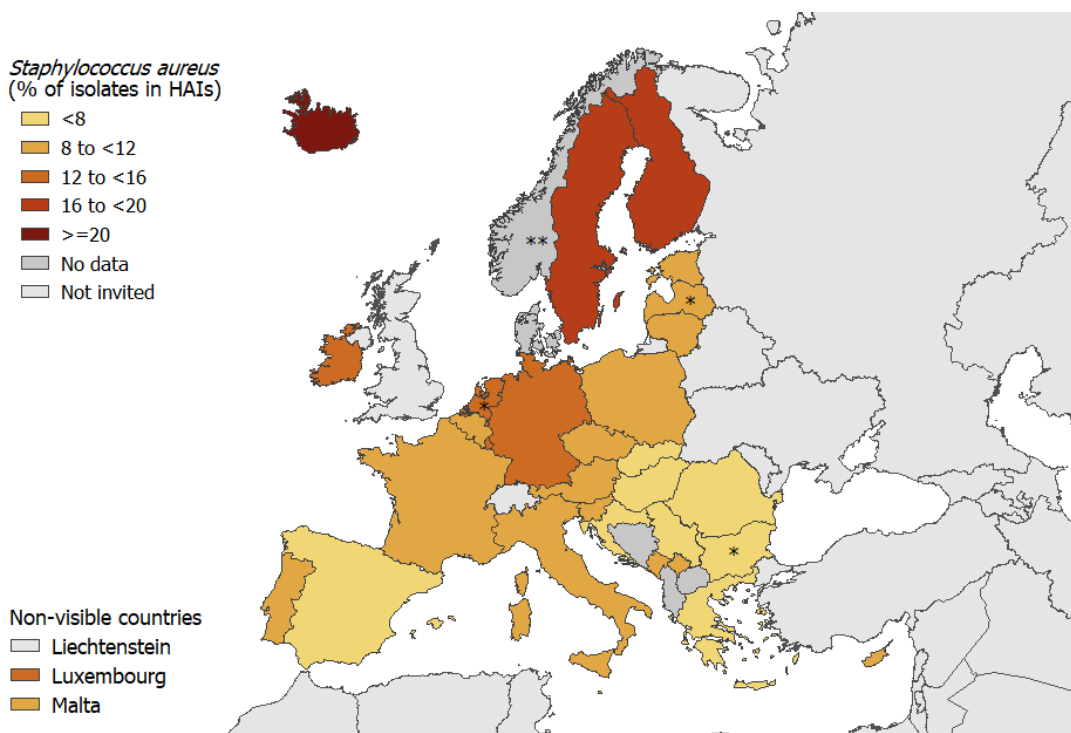 Staphylococcus aureus
(% of isolates in HAIs)
<8
8 to <12
12 to <16
16 to <20
>=20
No data
Not invited
**
*
*
*
Non-visible countries
Liechtenstein
Luxembourg
Malta